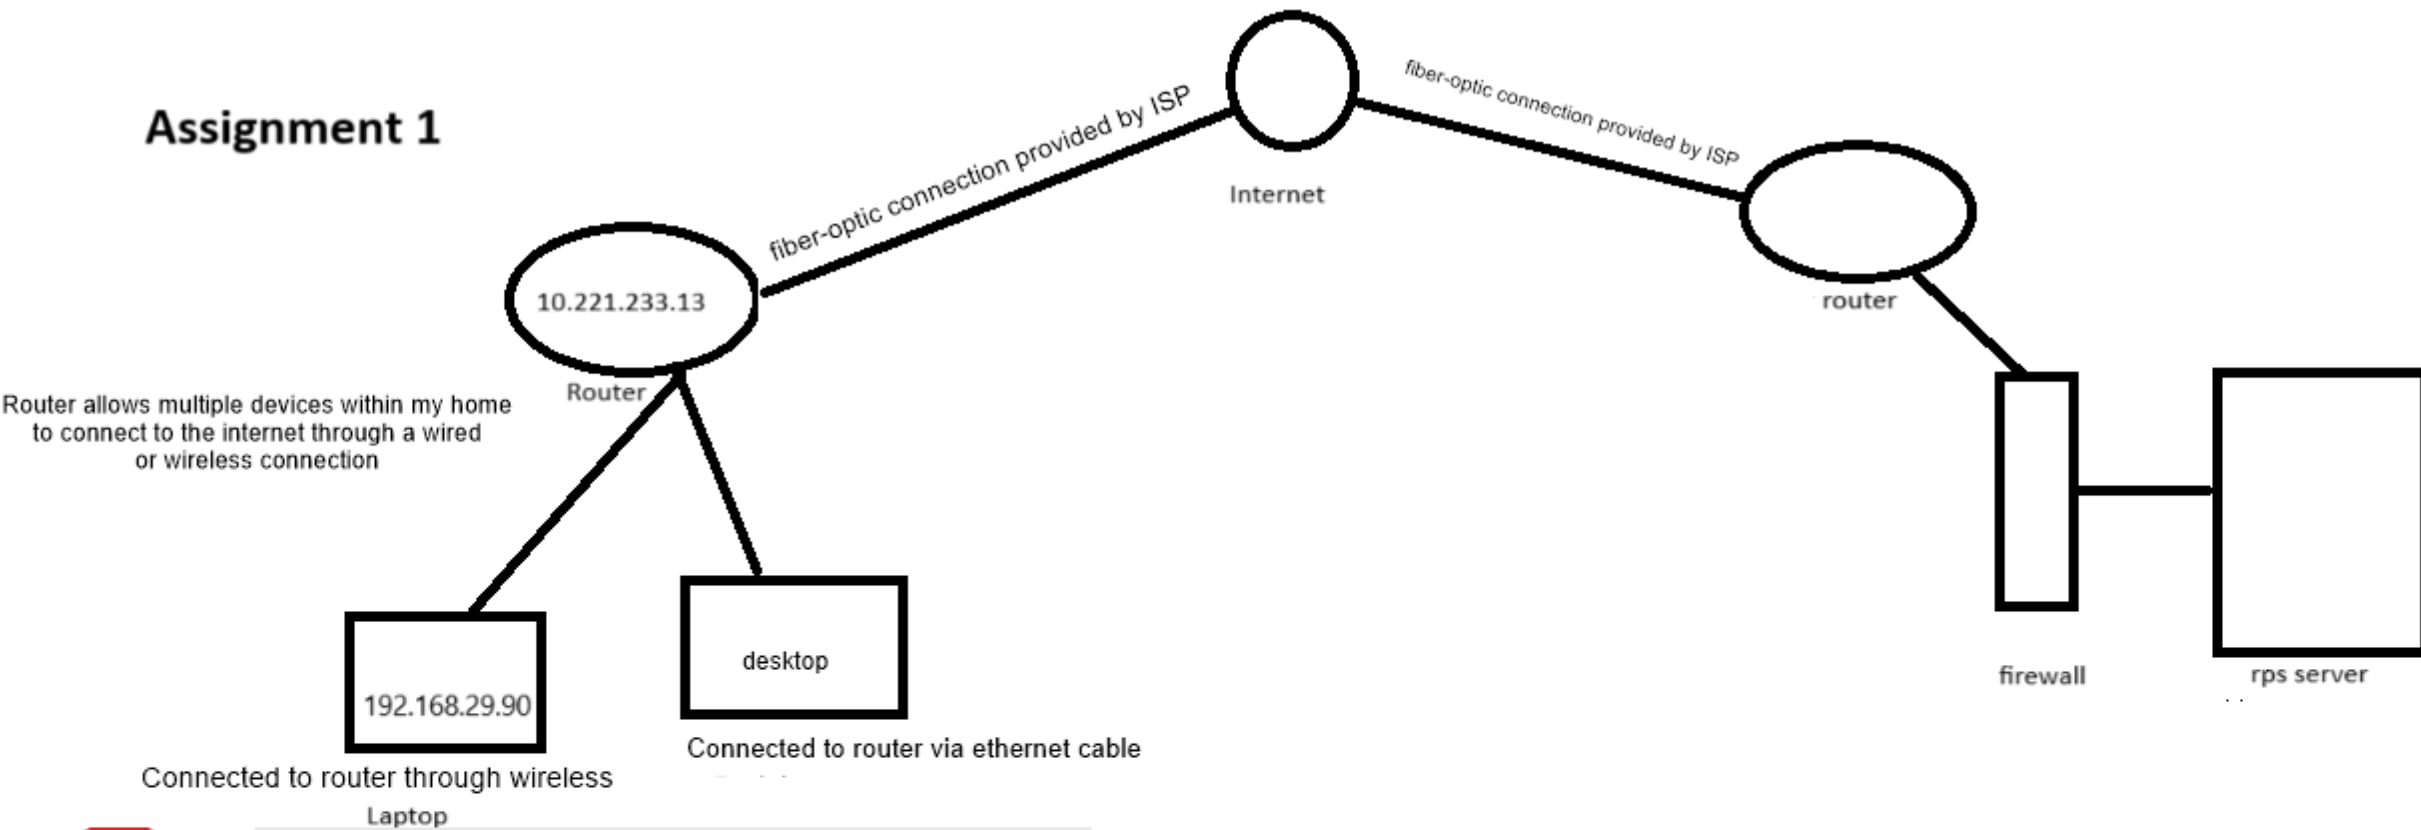 Assignment 1
fiber-optic connection provided by ISP
Internet
fiber-optic connection provided by ISP
router
10.221.233.13
Router
Router allows multiple devices within my home
to connect to the internet through a wired
or wireless connection
192.168.29.90
Connected to router through wireless
Laptop
desktop
Connected to router via ethernet cable
firewall
rps server